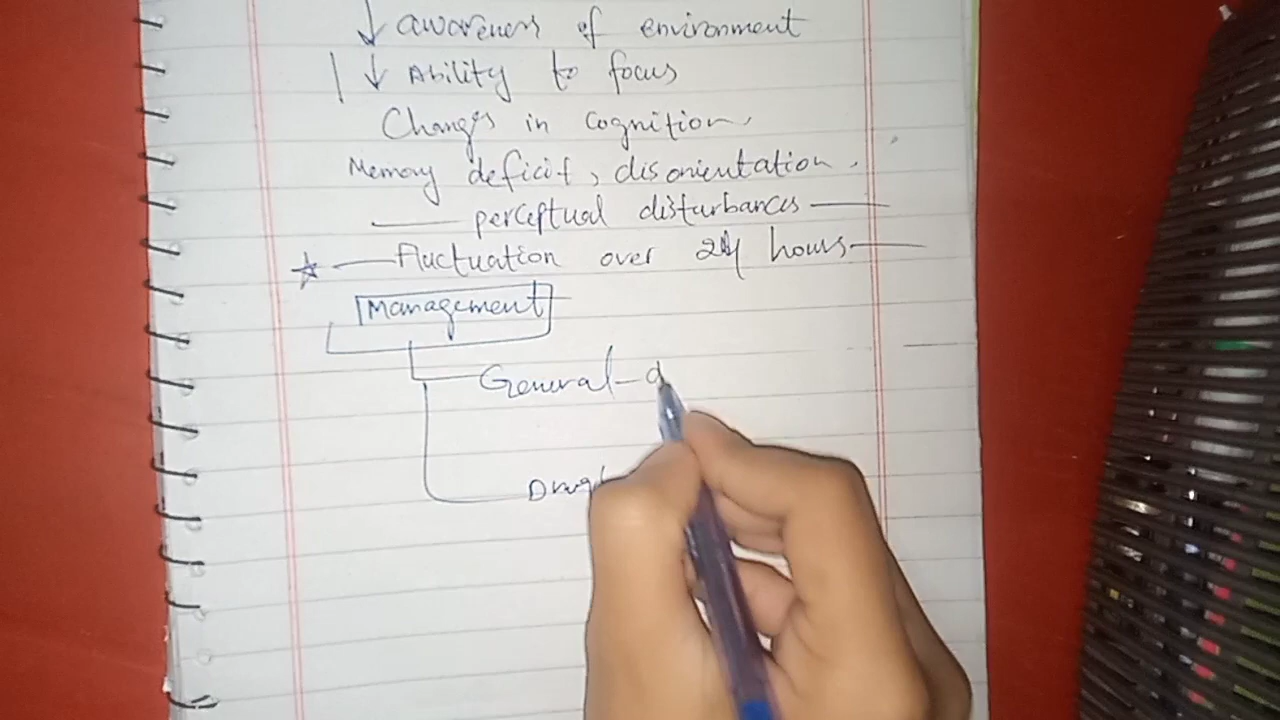 ↓ awareness of environment
↓ Ability to focus
Changes in cognition,
Memory deficit, disorientation.
perceptual disturbances
☆ Fluctuation over 24 hours
Management
General - d
Drug